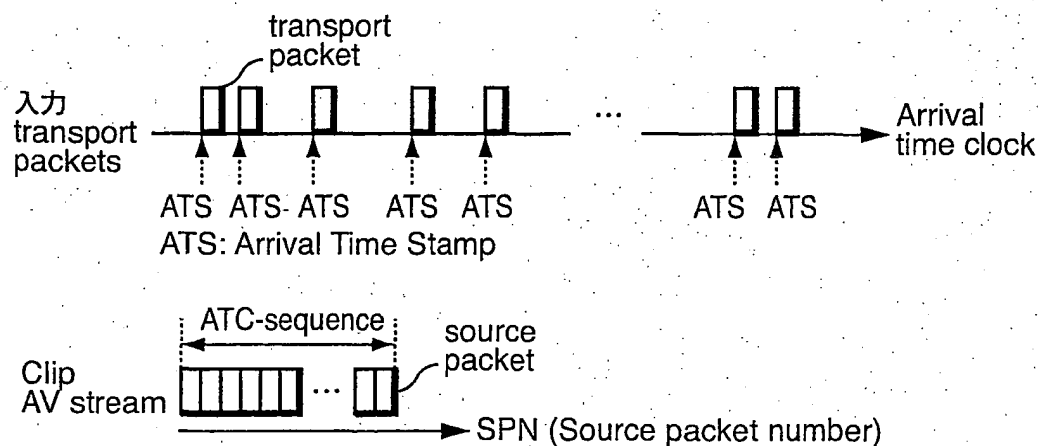 transport
packet
入力
transport
packets
...
Arrival
time clock
ATS ATS ATS ATS ATS ATS ATS
ATS: Arrival Time Stamp
ATC-sequence
source
packet
Clip
AV stream
...
SPN (Source packet number)